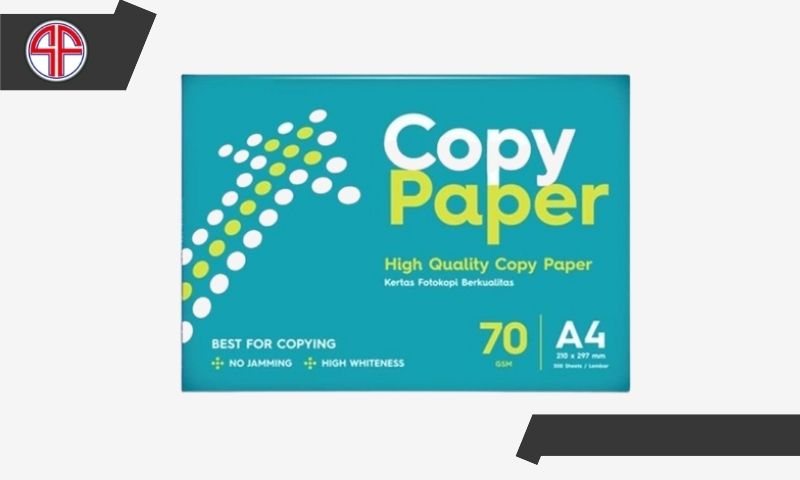 Copy
Paper
High Quality Copy Paper
Kertas Fotokopi Berkualitas
BEST FOR COPYING
NO JAMMING
HIGH WHITENESS
70
GSM
A4
210 x 297 mm
500 Sheets / Lembar